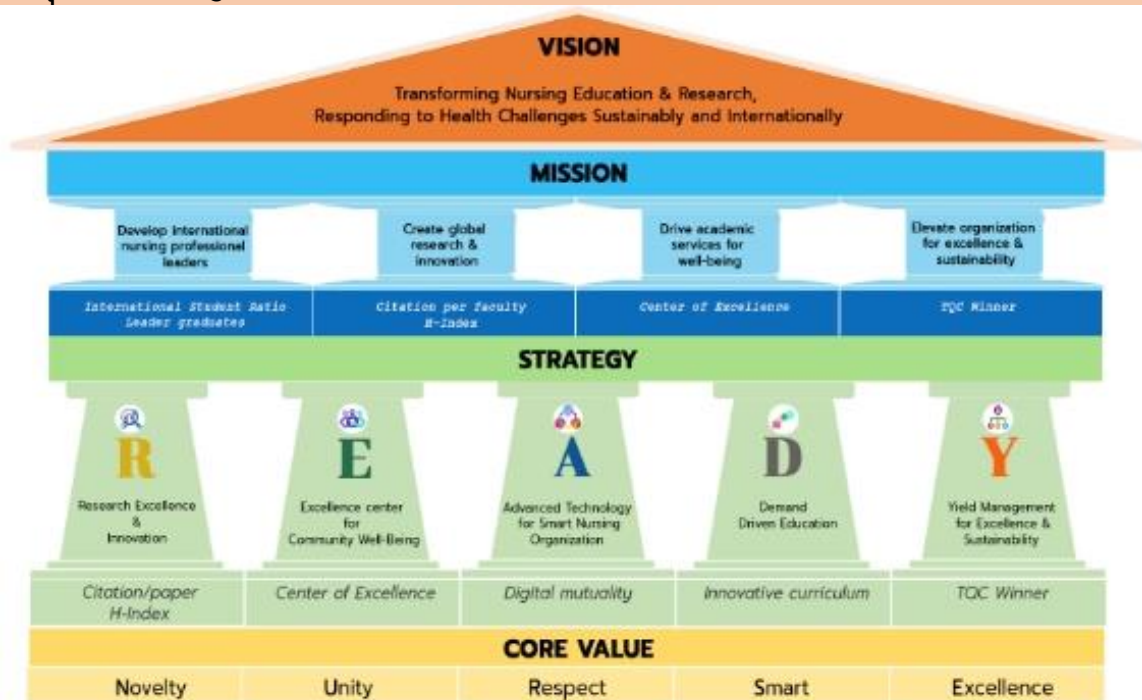 VISION
Transforming Nursing Education & Research,
Responding to Health Challenges Sustainably and Internationally
MISSION
Develop International
nursing professional
leaders
Create global
research &
innovation
Drive academic
services for
well-being
Elevate organization
for excellence &
sustainability
International Student Ratio
Leader graduates
Citation per faculty
H-Index
Center of Excellence
TQC Winner
STRATEGY
R
Research Excellence
&
Innovation
E
Excellence center
for
Community Well-Being
A
Advanced Technology
for Smart Nursing
Organization
D
Demand
Driven Education
Y
Yield Management
for Excellence &
Sustainability
Citation/paper
H-Index
Center of Excellence
Digital mutuality
Innovative curriculum
TQC Winner
CORE VALUE
Novelty
Unity
Respect
Smart
Excellence